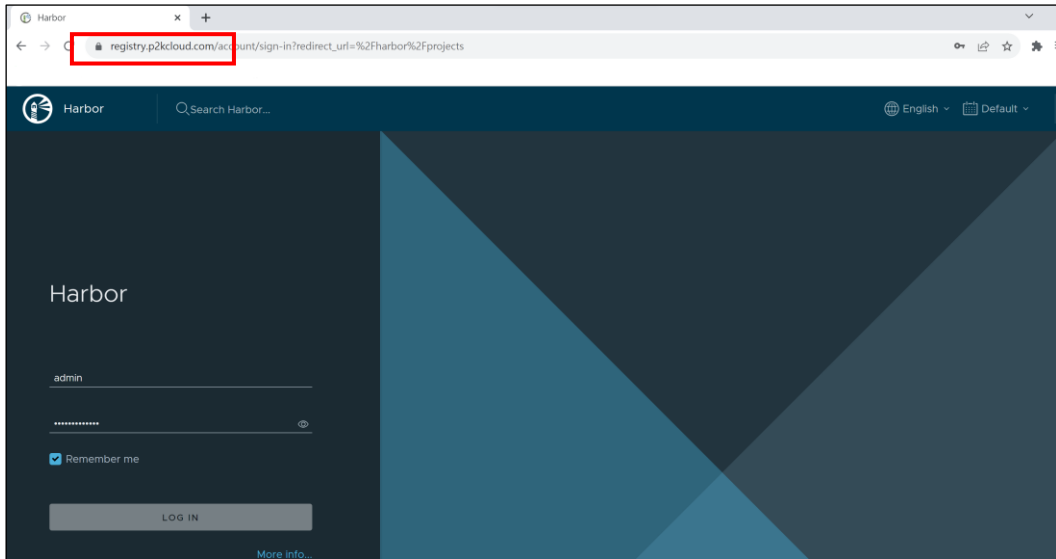 Harbor
registry.p2kcloud.com/account/sign-in?redirect_url=%2Fharbor%2Fprojects
Harbor
Search Harbor...
English
Default
Harbor
admin
•••••••••••••
Remember me
LOG IN
More info...